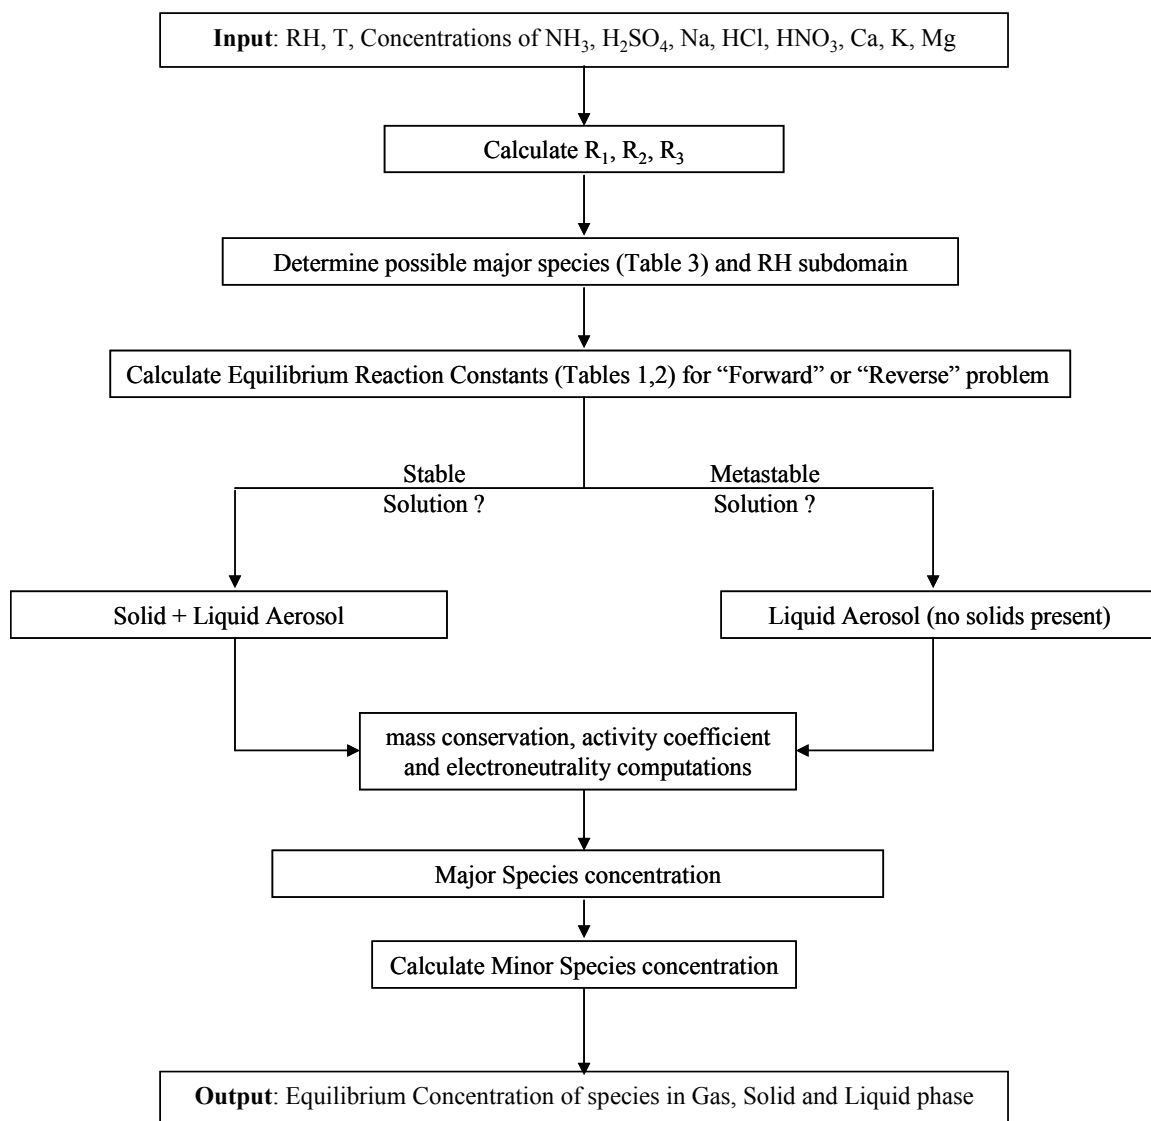 Input: RH, T, Concentrations of NH₃, H₂SO₄, Na, HCl, HNO₃, Ca, K, Mg
Calculate R₁, R₂, R₃
Determine possible major species (Table 3) and RH subdomain
Calculate Equilibrium Reaction Constants (Tables 1,2) for “Forward” or “Reverse” problem
Stable
Solution ?
Metastable
Solution ?
Solid + Liquid Aerosol
Liquid Aerosol (no solids present)
mass conservation, activity coefficient
and electroneutrality computations
Major Species concentration
Calculate Minor Species concentration
Output: Equilibrium Concentration of species in Gas, Solid and Liquid phase